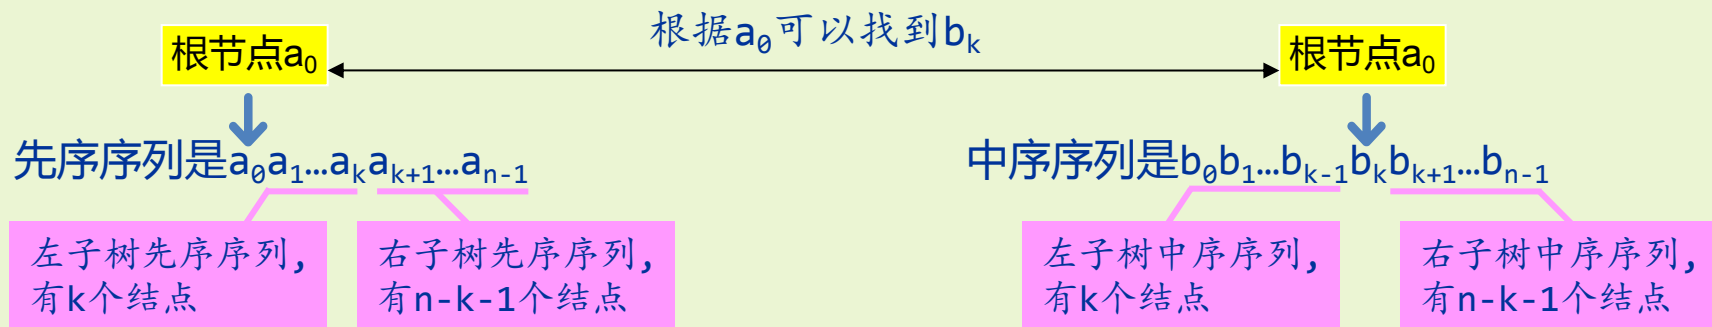 根据a₀可以找到bₖ
根节点a₀
根节点a₀
先序序列是a₀a₁…aₖaₖ₊₁…aₙ₋₁
中序序列是b₀b₁…bₖ₋₁bₖbₖ₊₁…bₙ₋₁
左子树先序序列,
有k个结点
右子树先序序列,
有n-k-1个结点
左子树中序序列,
有k个结点
右子树中序序列,
有n-k-1个结点